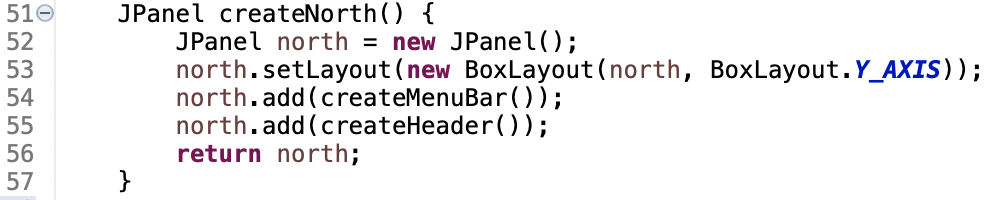 51 JPanel createNorth() {
52 JPanel north = new JPanel();
53 north.setLayout(new BoxLayout(north, BoxLayout.Y_AXIS));
54 north.add(createMenuBar());
55 north.add(createHeader());
56 return north;
57 }